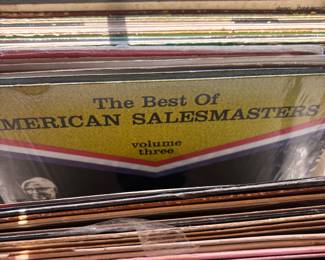 The Best Of
MERICAN SALESMASTERS
volume
three